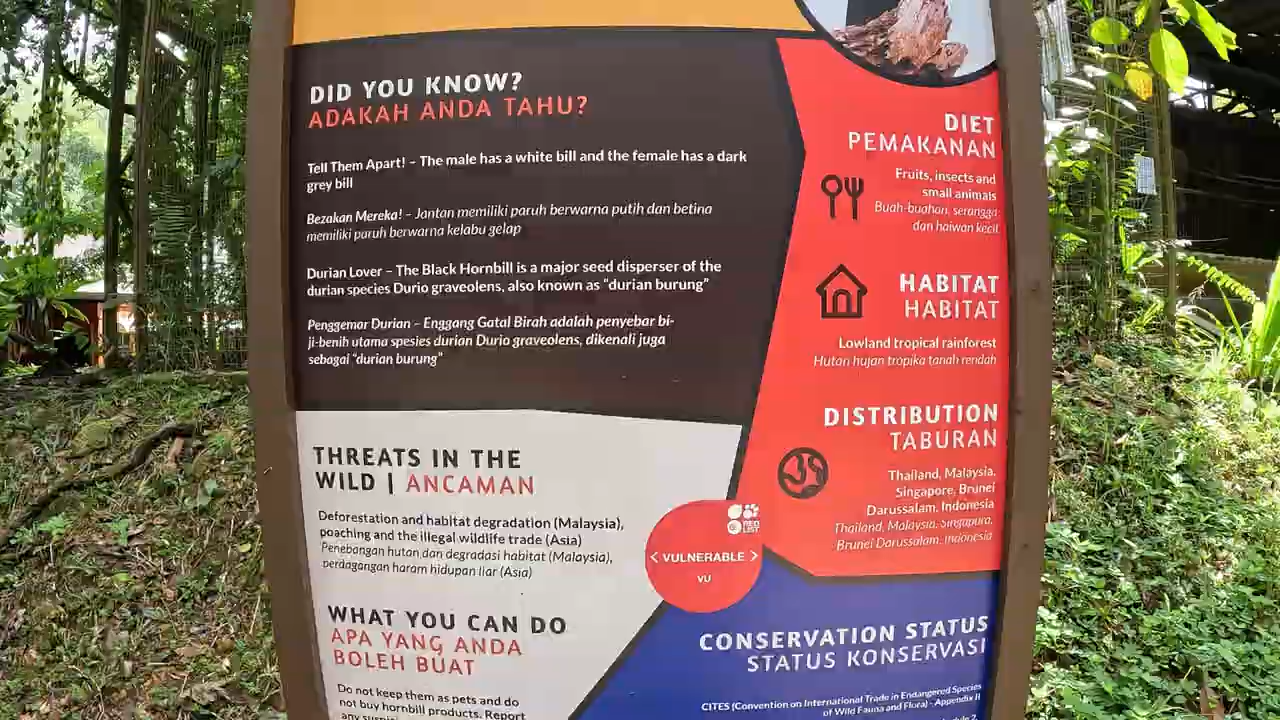 DID YOU KNOW?
ADAKAH ANDA TAHU?
Tell Them Apart! – The male has a white bill and the female has a dark
grey bill
Bezakan Mereka! – Jantan memiliki paruh berwarna putih dan betina
memiliki paruh berwarna kelabu gelap
Durian Lover – The Black Hornbill is a major seed disperser of the
durian species Durio graveolens, also known as "durian burung"
Penggemar Durian – Enggang Gatal Birah adalah penyebar bi-
ji-benih utama spesies durian Durio graveolens, dikenali juga
sebagai "durian burung"
THREATS IN THE
WILD | ANCAMAN
Deforestation and habitat degradation (Malaysia),
poaching and the illegal wildlife trade (Asia)
Penebangan hutan dan degradasi habitat (Malaysia),
perdagangan haram hidupan liar (Asia)
WHAT YOU CAN DO
APA YANG ANDA
BOLEH BUAT
Do not keep them as pets and do
not buy hornbill products. Report
any
DIET
PEMAKANAN
Fruits, insects and
small animals
Buah-buahan, serangga
dan haiwan kecil
HABITAT
HABITAT
Lowland tropical rainforest
Hutan hujan tropika tanah rendah
DISTRIBUTION
TABURAN
Thailand, Malaysia,
Singapore, Brunei
Darussalam, Indonesia
Thailand, Malaysia, Singapura,
Brunei Darussalam, Indonesia
RED
LIST
< VULNERABLE >
VU
CONSERVATION STATUS
STATUS KONSERVASI
CITES (Convention on International Trade in Endangered Species
of Wild Fauna and Flora) - Appendix II